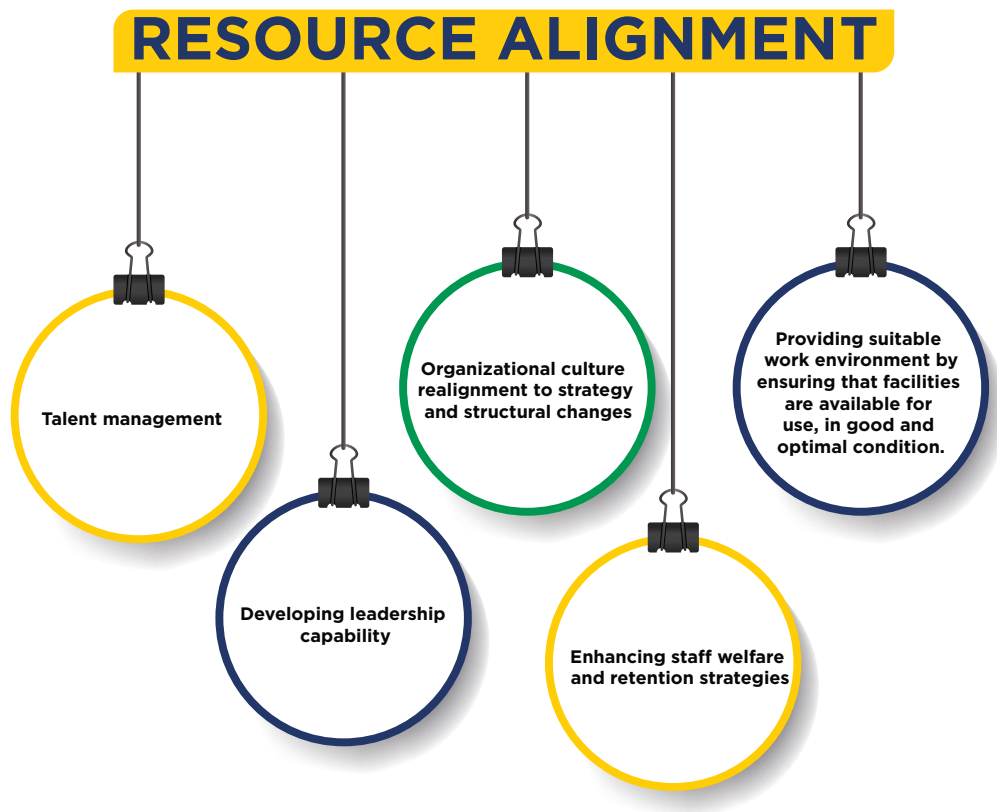 RESOURCE ALIGNMENT
Talent management
Developing leadership
capability
Organizational culture
realignment to strategy
and structural changes
Enhancing staff welfare
and retention strategies
Providing suitable
work environment by
ensuring that facilities
are available for
use, in good and
optimal condition.